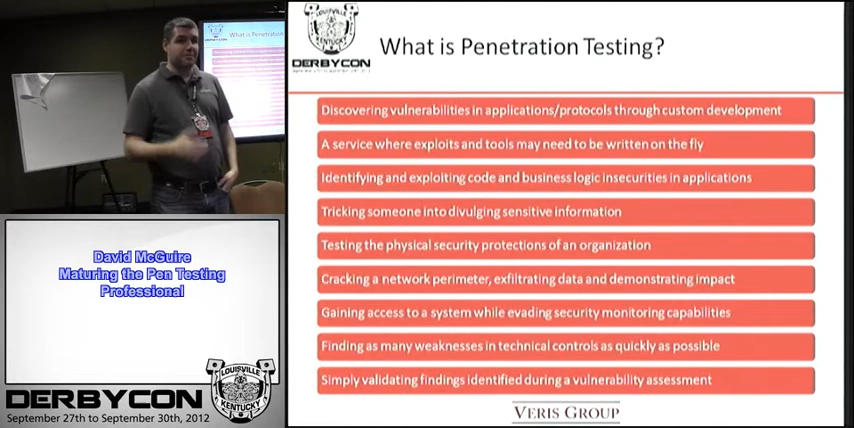 What is Penetration
LOUISVILLE
KENTUCKY
DERBYCON
What is Penetration Testing?
Discovering vulnerabilities in applications/protocols through custom development
A service where exploits and tools may need to be written on the fly
Identifying and exploiting code and business logic insecurities in applications
Tricking someone into divulging sensitive information
Testing the physical security protections of an organization
Cracking a network perimeter, exfiltrating data and demonstrating impact
Gaining access to a system while evading security monitoring capabilities
Finding as many weaknesses in technical controls as quickly as possible
Simply validating findings identified during a vulnerability assessment
VERIS GROUP
David McGuire
Maturing the Pen Testing
Professional
LOUISVILLE
KENTUCKY
DERBYCON
September 27th to September 30th, 2012